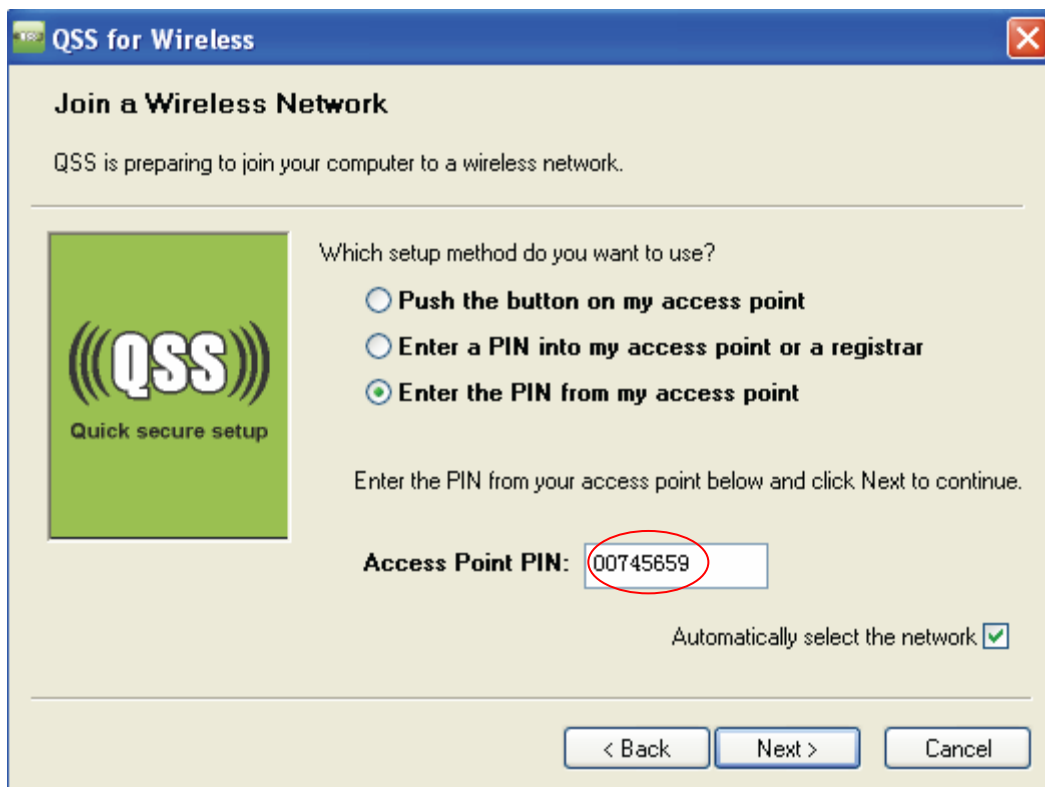 QSS for Wireless
Join a Wireless Network
QSS is preparing to join your computer to a wireless network.
Which setup method do you want to use?
Push the button on my access point
Enter a PIN into my access point or a registrar
Enter the PIN from my access point
(((QSS)))
Quick secure setup
Enter the PIN from your access point below and click Next to continue.
Access Point PIN: 00745659
Automatically select the network
< Back Next > Cancel